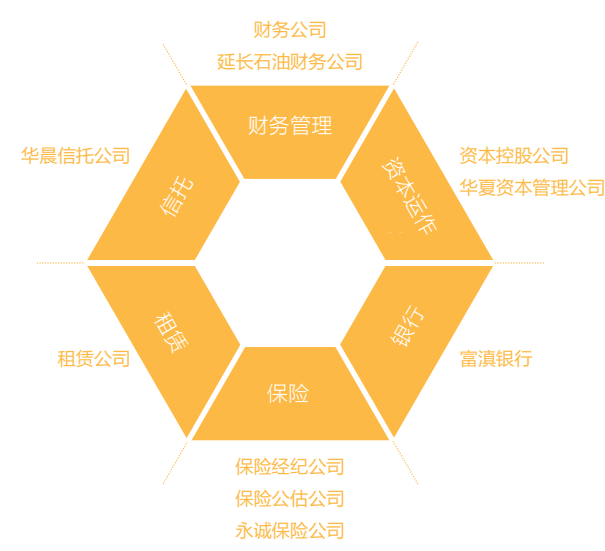 财务公司
延长石油财务公司
财务管理
华晨信托公司
信托
资本运作
资本控股公司
华夏资本管理公司
租赁
租赁公司
银行
富滇银行
保险
保险经纪公司
保险公估公司
永诚保险公司